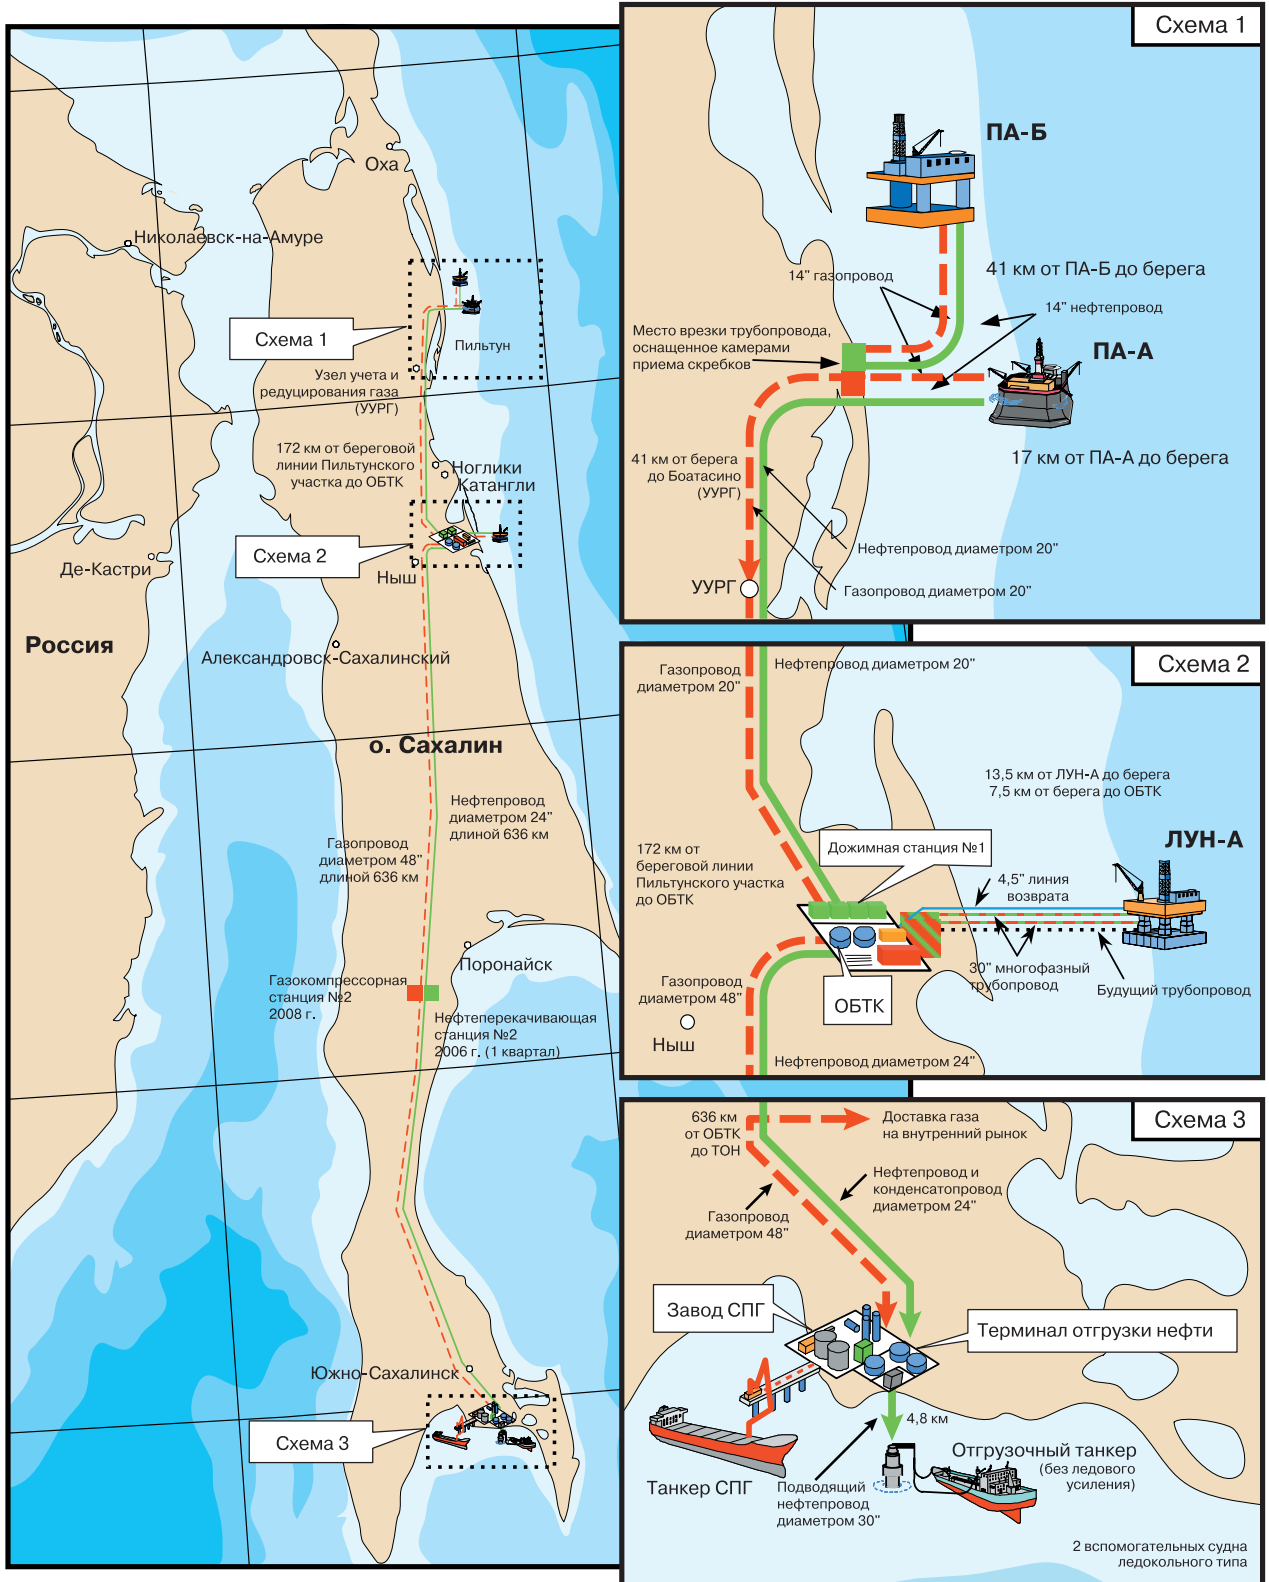 Оха
Николаевск-на-Амуре
Схема 1
Пильтун
Узел учета и
редуцирования газа
(УУРГ)
172 км от береговой
линии Пильтунского
участка до ОБТК
Ноглики
Катангли
Схема 2
Де-Кастри
Ныш
Россия
Александровск-Сахалинский
о. Сахалин
Нефтепровод
диаметром 24"
длиной 636 км
Газопровод
диаметром 48"
длиной 636 км
Поронайск
Газокомпрессорная
станция №2
2008 г.
Нефтеперекачивающая
станция №2
2006 г. (1 квартал)
Южно-Сахалинск
Схема 3
Схема 1
ПА-Б
14" газопровод
41 км от ПА-Б до берега
14" нефтепровод
Место врезки трубопровода,
оснащенное камерами
приема скребков
ПА-А
41 км от берега
до Боатасино
(УУРГ)
17 км от ПА-А до берега
Нефтепровод диаметром 20"
УУРГ
Газопровод диаметром 20"
Схема 2
Газопровод
диаметром 20"
Нефтепровод диаметром 20"
13,5 км от ЛУН-А до берега
7,5 км от берега до ОБТК
ЛУН-А
Дожимная станция №1
172 км от
береговой линии
Пильтунского участка
до ОБТК
4,5" линия
возврата
30" многофазный
трубопровод
Будущий трубопровод
Газопровод
диаметром 48"
ОБТК
Ныш
Нефтепровод диаметром 24"
Схема 3
636 км
от ОБТК
до ТОН
Доставка газа
на внутренний рынок
Нефтепровод и
конденсатопровод
диаметром 24"
Газопровод
диаметром 48"
Завод СПГ
Терминал отгрузки нефти
4,8 км
Отгрузочный танкер
(без ледового
усиления)
Танкер СПГ
Подводящий
нефтепровод
диаметром 30"
2 вспомогательных судна
ледокольного типа